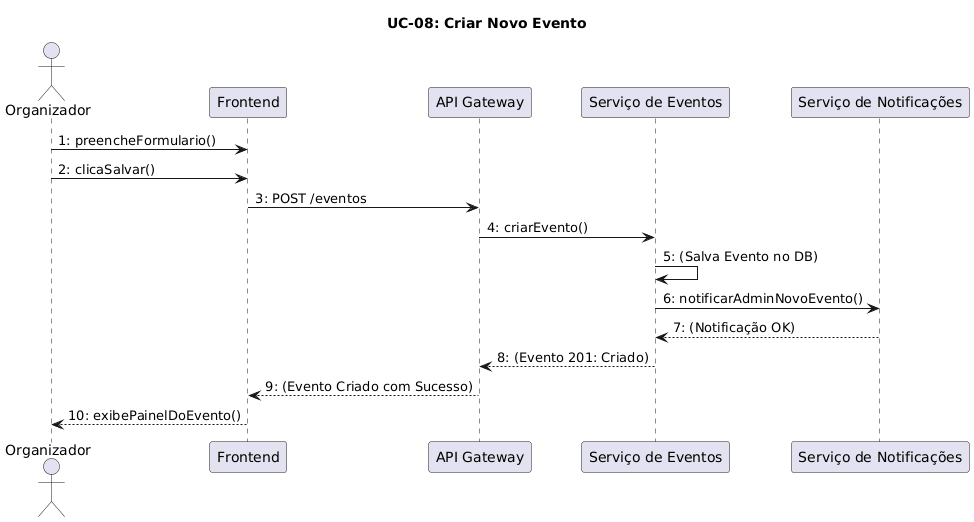 UC-08: Criar Novo Evento
Organizador
Frontend
API Gateway
Serviço de Eventos
Serviço de Notificações
1: preencheFormulario()
2: clicaSalvar()
3: POST /eventos
4: criarEvento()
5: (Salva Evento no DB)
6: notificarAdminNovoEvento()
7: (Notificação OK)
8: (Evento 201: Criado)
9: (Evento Criado com Sucesso)
10: exibePainelDoEvento()
Organizador
Frontend
API Gateway
Serviço de Eventos
Serviço de Notificações